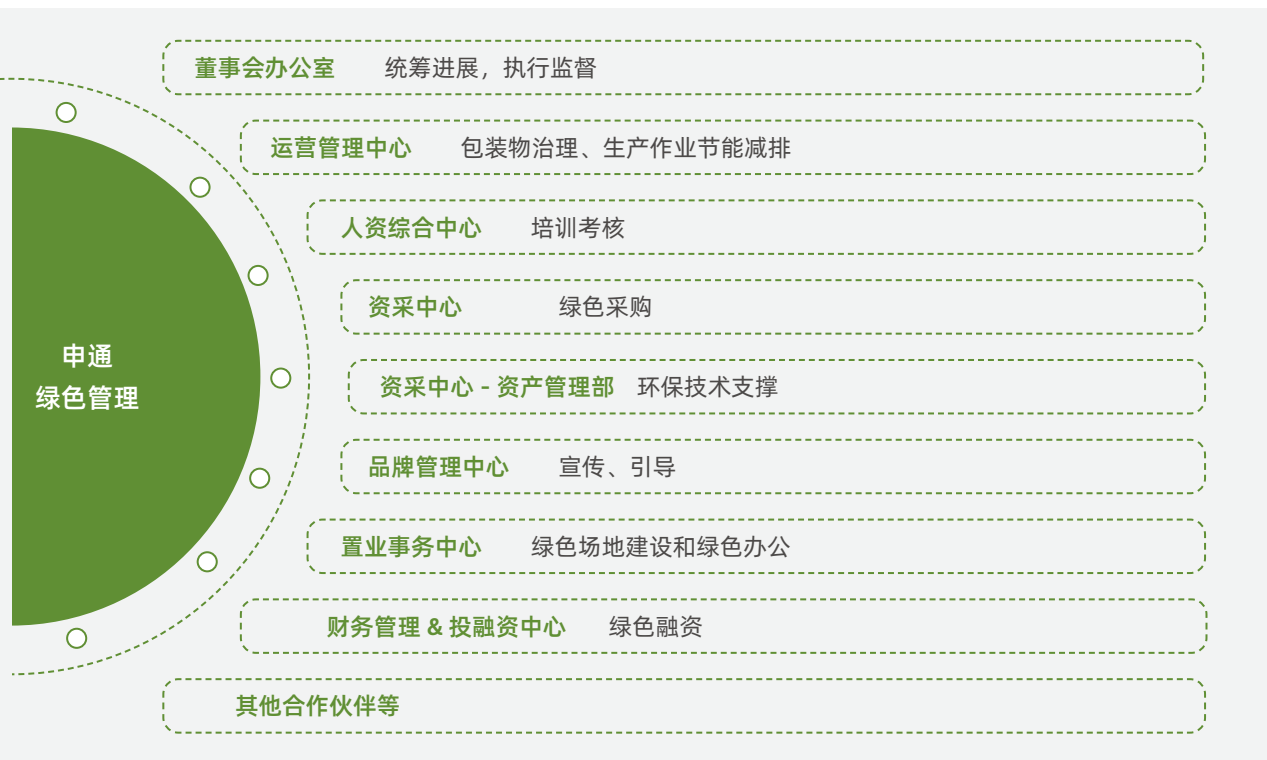 董事会办公室 统筹进展，执行监督
运营管理中心 包装物治理、生产作业节能减排
人资综合中心 培训考核
资采中心 绿色采购
申通
绿色管理
资采中心 - 资产管理部 环保技术支撑
品牌管理中心 宣传、引导
置业事务中心 绿色场地建设和绿色办公
财务管理 & 投融资中心 绿色融资
其他合作伙伴等